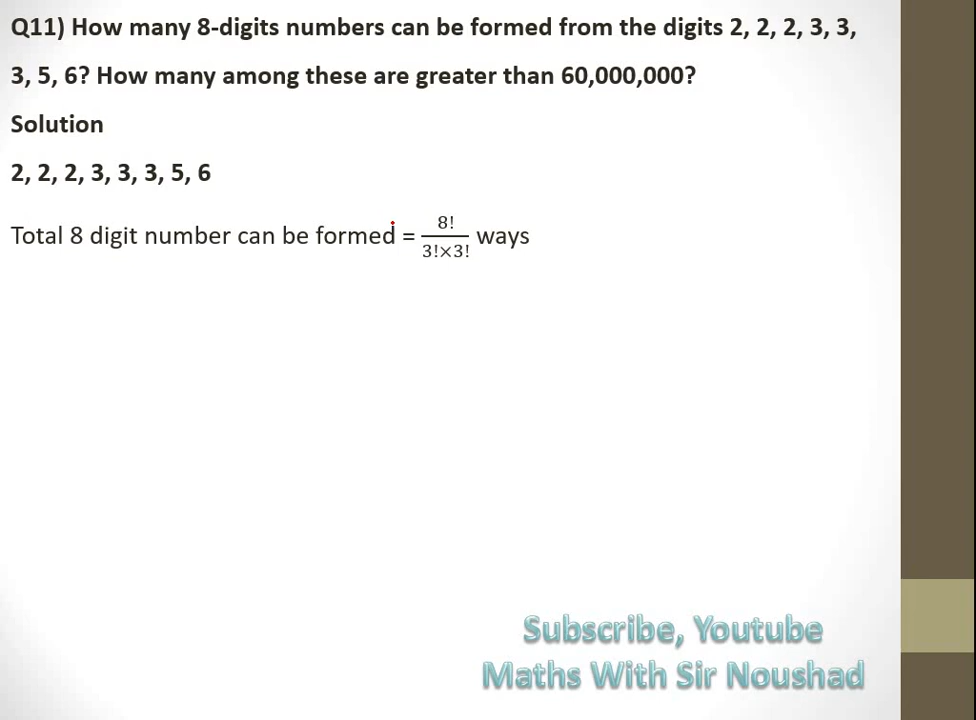 Q11) How many 8-digits numbers can be formed from the digits 2, 2, 2, 3, 3,
3, 5, 6? How many among these are greater than 60,000,000?
Solution
2, 2, 2, 3, 3, 3, 5, 6
Total 8 digit number can be formed = 8!/3!×3! ways
Subscribe, Youtube
Maths With Sir Noushad